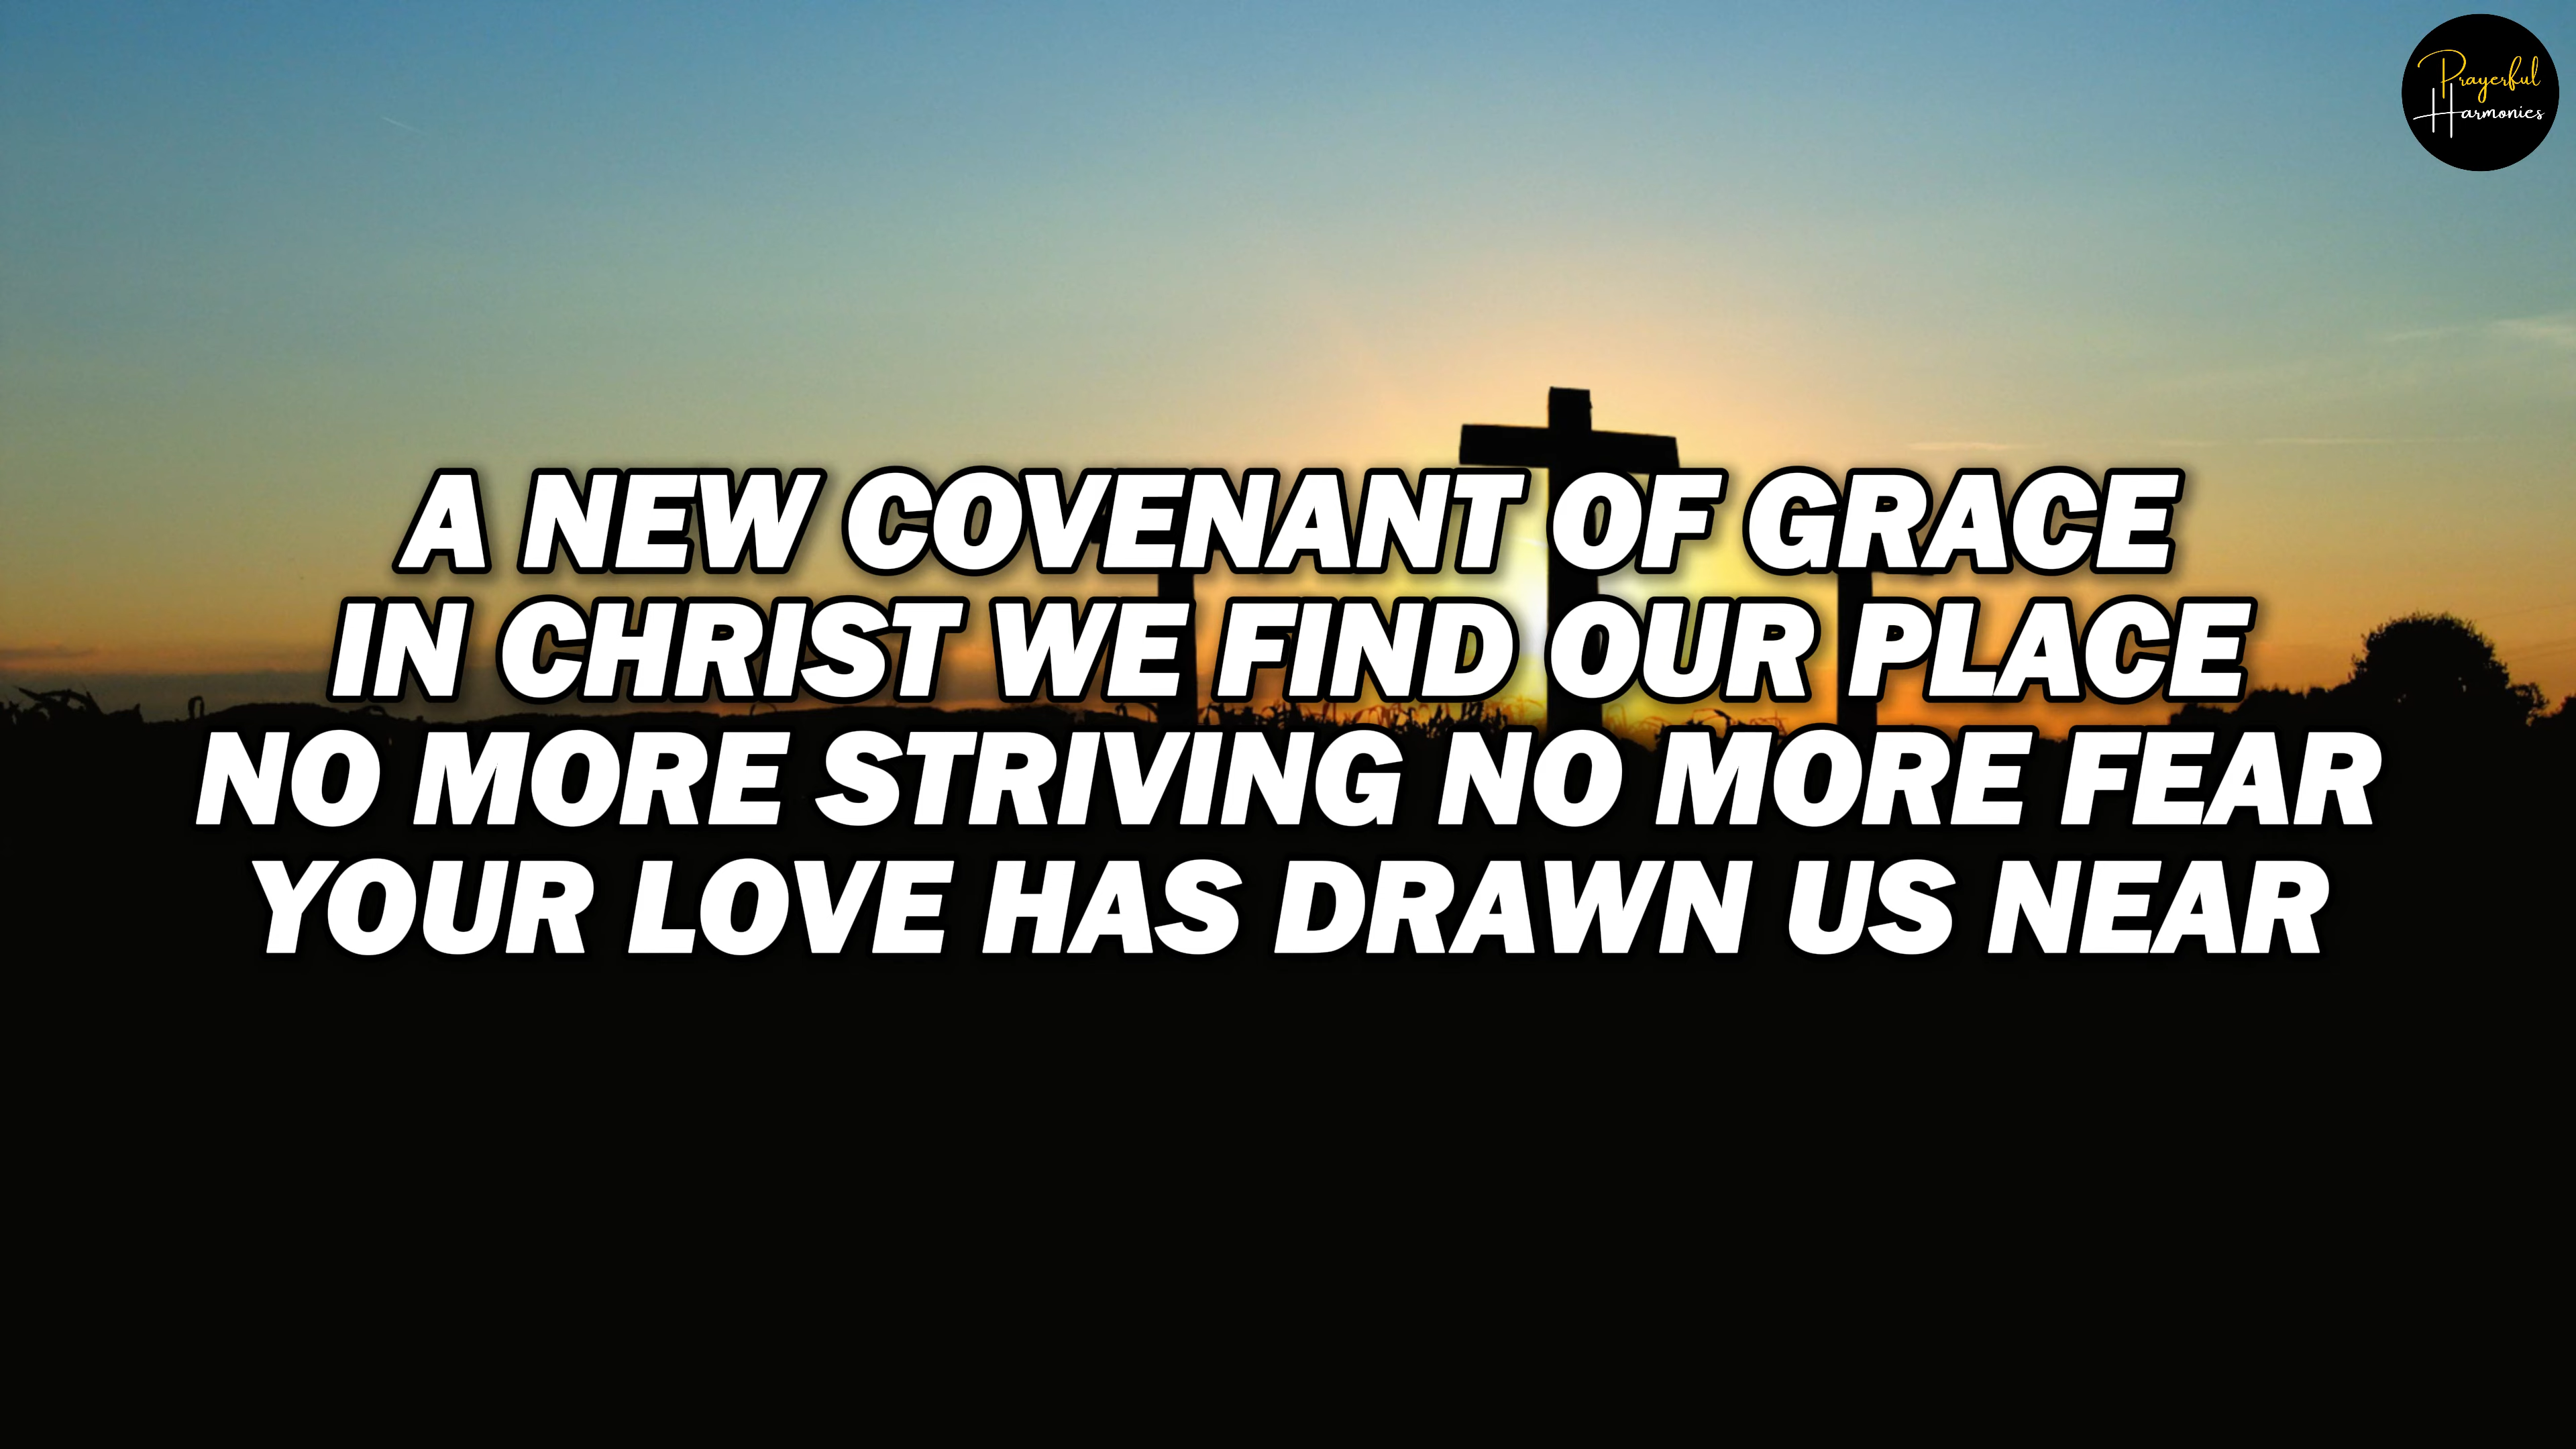 Prayerful
Harmonies
A NEW COVENANT OF GRACE
IN CHRIST WE FIND OUR PLACE
NO MORE STRIVING NO MORE FEAR
YOUR LOVE HAS DRAWN US NEAR